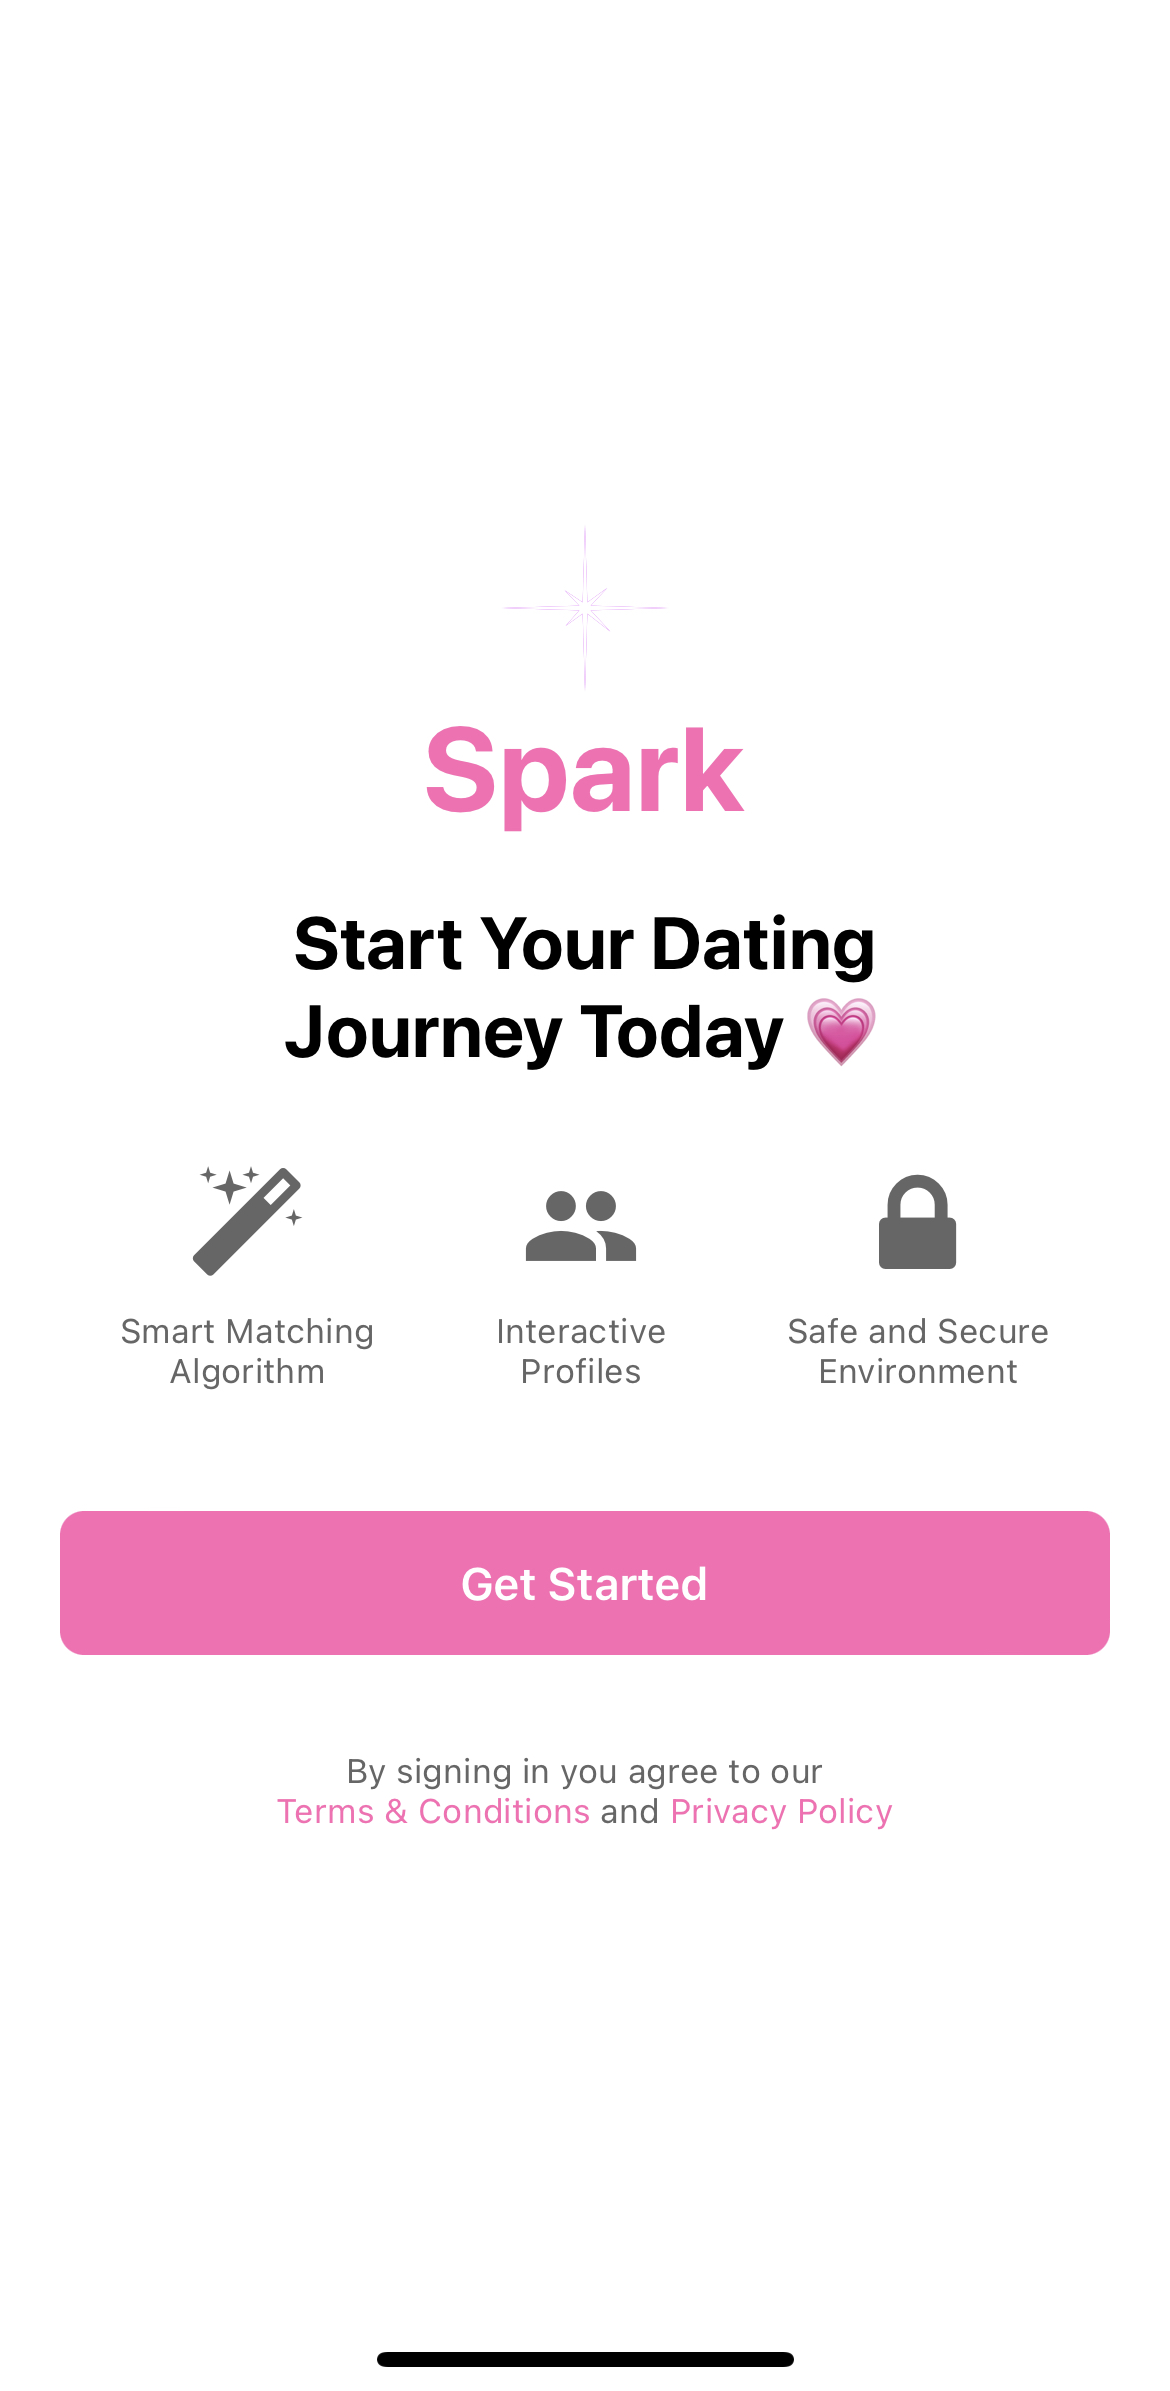 Spark
Start Your Dating
Journey Today 💗
Smart Matching
Algorithm
Interactive
Profiles
Safe and Secure
Environment
Get Started
By signing in you agree to our
Terms & Conditions and Privacy Policy